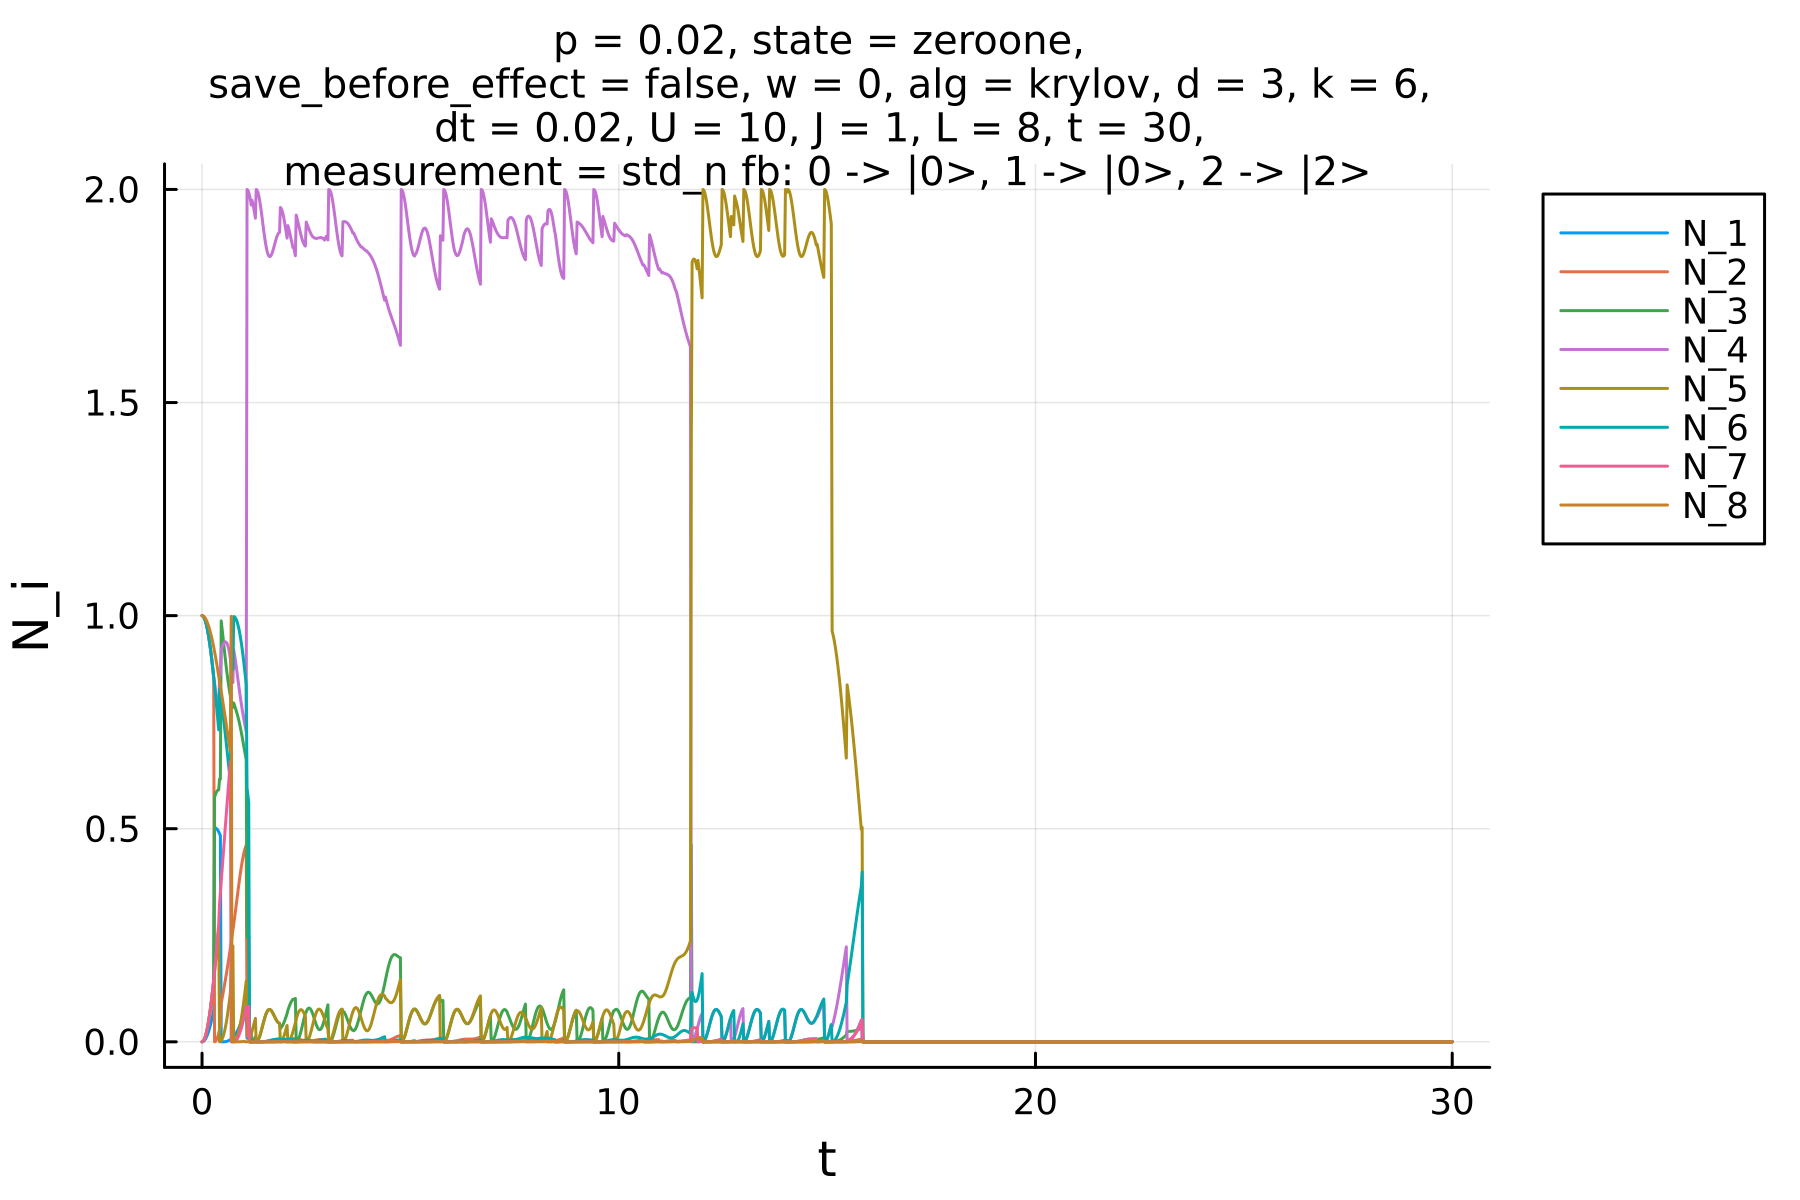 p = 0.02, state = zeroone,
save_before_effect = false, w = 0, alg = krylov, d = 3, k = 6,
dt = 0.02, U = 10, J = 1, L = 8, t = 30,
measurement = std_n fb: 0 -> |0>, 1 -> |0>, 2 -> |2>
2.0
1.5
1.0
0.5
0.0
N_i
0 10 20 30
t
N_1
N_2
N_3
N_4
N_5
N_6
N_7
N_8